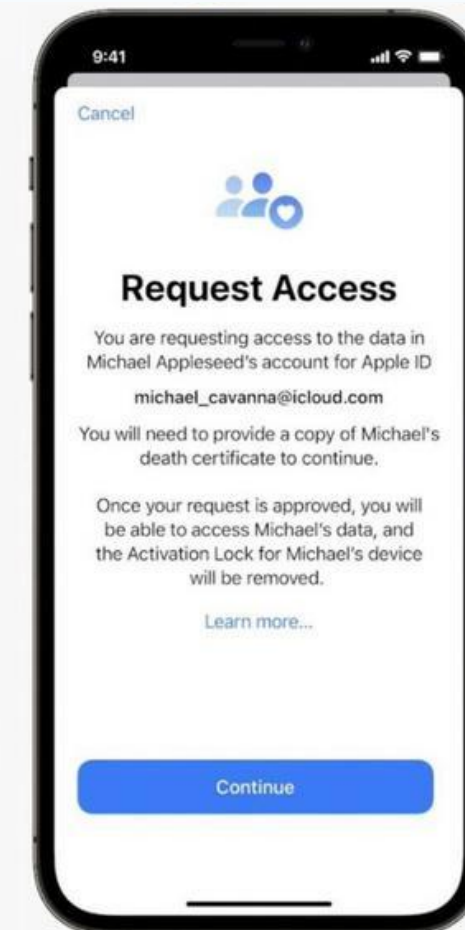 9:41
Cancel
Request Access
You are requesting access to the data in
Michael Appleseed's account for Apple ID
michael_cavanna@icloud.com
You will need to provide a copy of Michael's
death certificate to continue.
Once your request is approved, you will
be able to access Michael's data, and
the Activation Lock for Michael's device
will be removed.
Learn more...
Continue